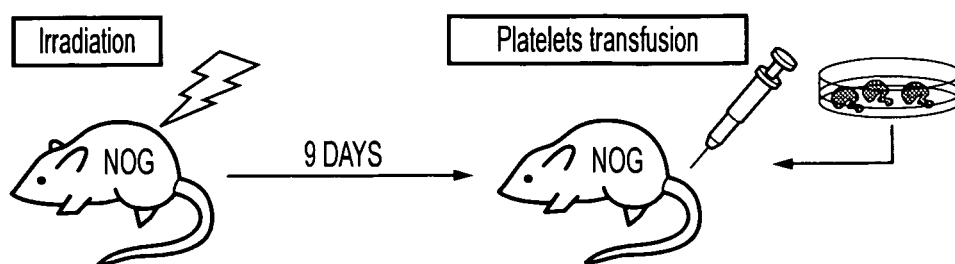 Irradiation
Platelets transfusion
NOG
9 DAYS
NOG